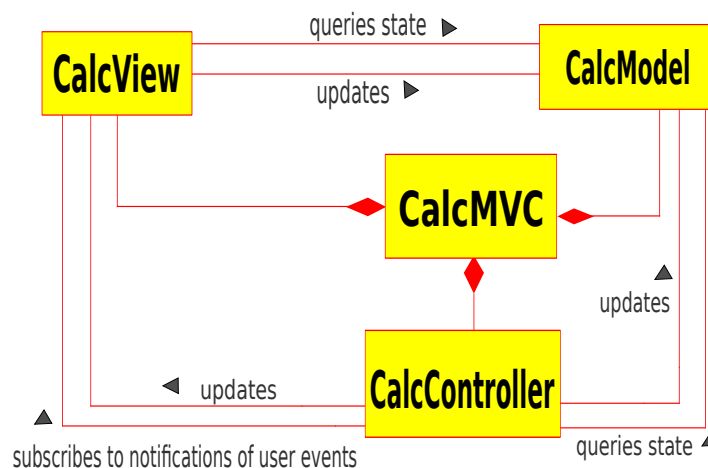 queries state
CalcView
CalcModel
updates
CalcMVC
updates
CalcController
updates
queries state
subscribes to notifications of user events